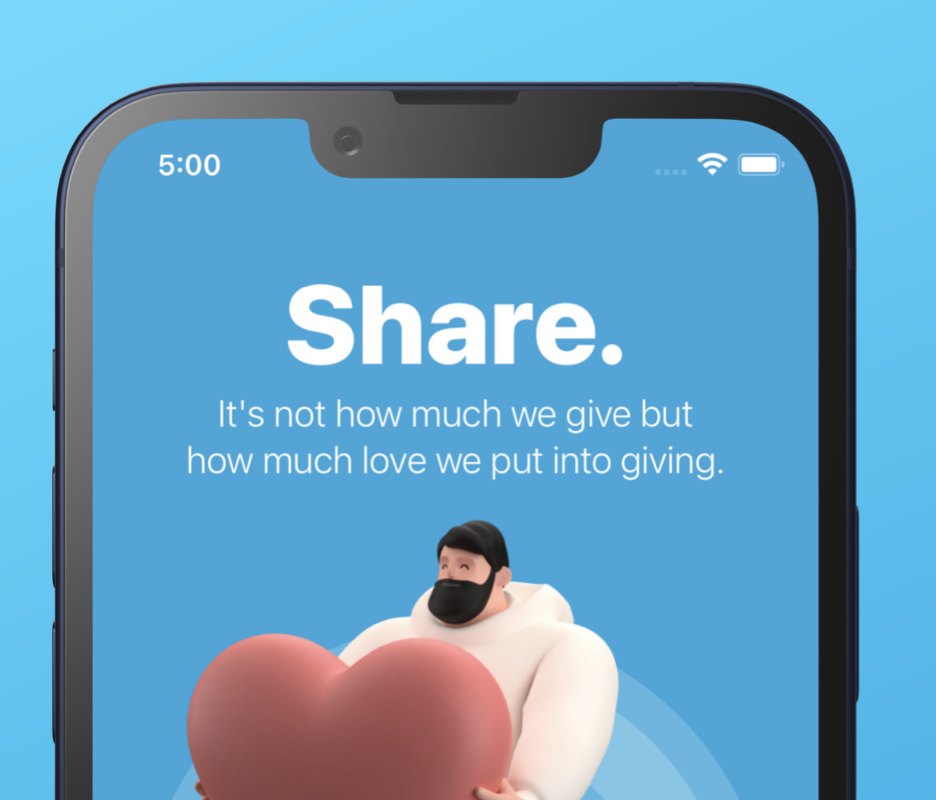 5:00
Share.
It's not how much we give but
how much love we put into giving.